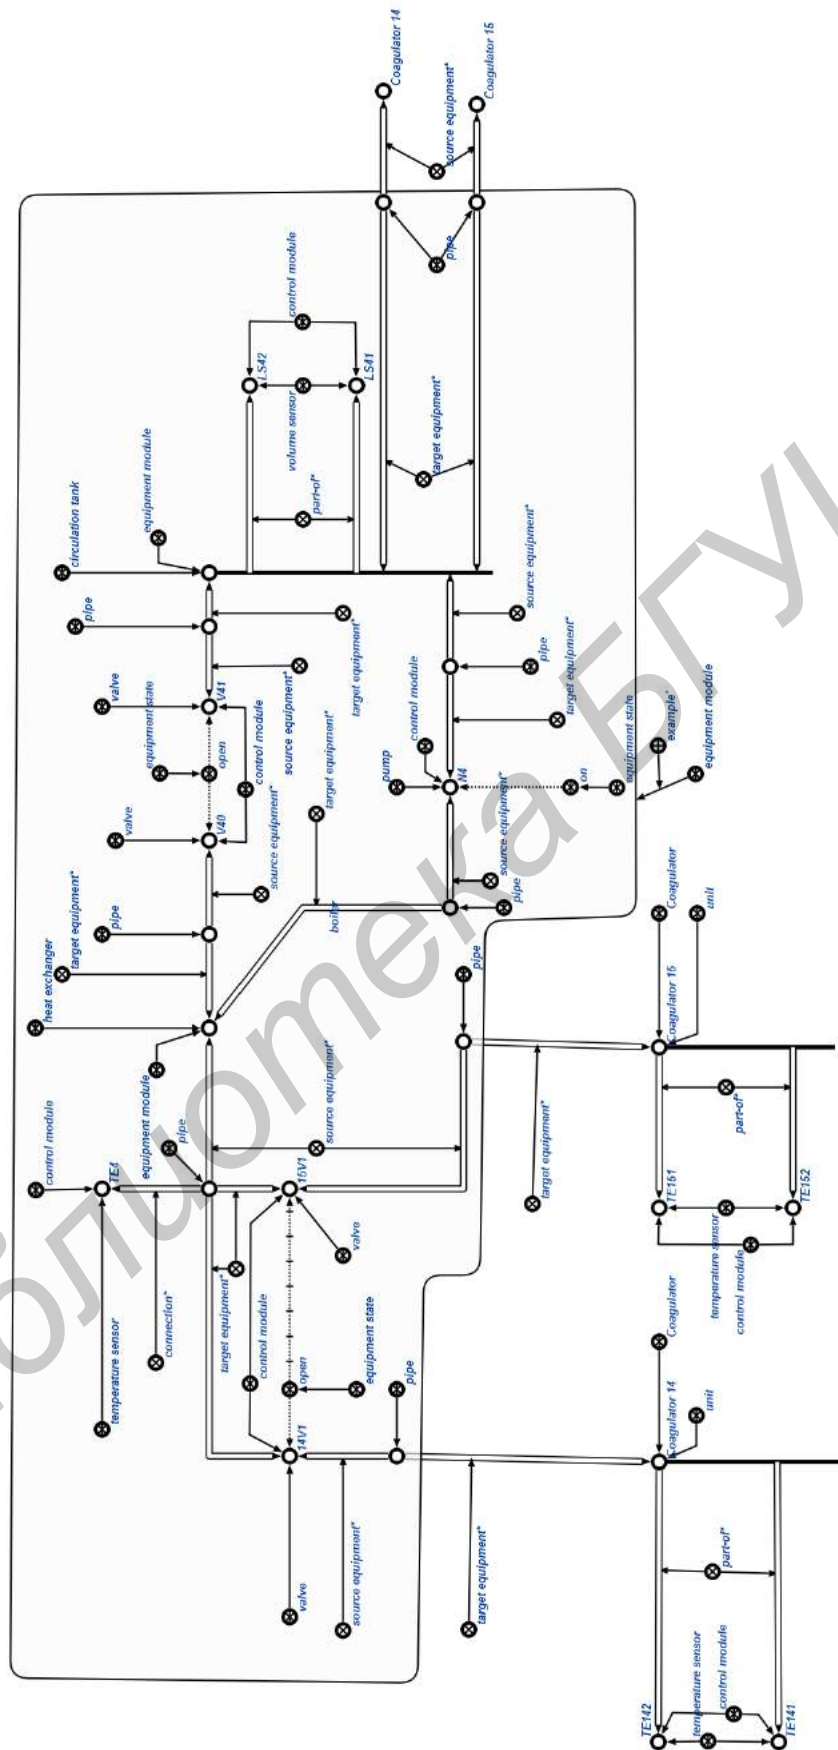 Coagulator 14
Coagulator 15
source equipment*
pipe
control module
LS42
LS41
volume sensor
target equipment*
part-of*
equipment module
circulation tank
source equipment*
pipe
target equipment*
pipe
target equipment*
valve
equipment state
V41
open
control module
source equipment*
control module
pump
N4
on
equipment state
example*
equipment module
valve
V40
source equipment*
target equipment*
source equipment*
pipe
pipe
target equipment*
boiler
heat exchanger
pipe
Coagulator
unit
Coagulator 15
equipment module
pipe
control module
TE4
source equipment*
target equipment*
part-of*
15V1
valve
TE151
TE152
temperature sensor
control module
temperature sensor
connection*
target equipment*
control module
open
equipment state
pipe
Coagulator
Coagulator 14
unit
14V1
valve
source equipment*
target equipment*
part-of*
temperature sensor
control module
TE142
TE141